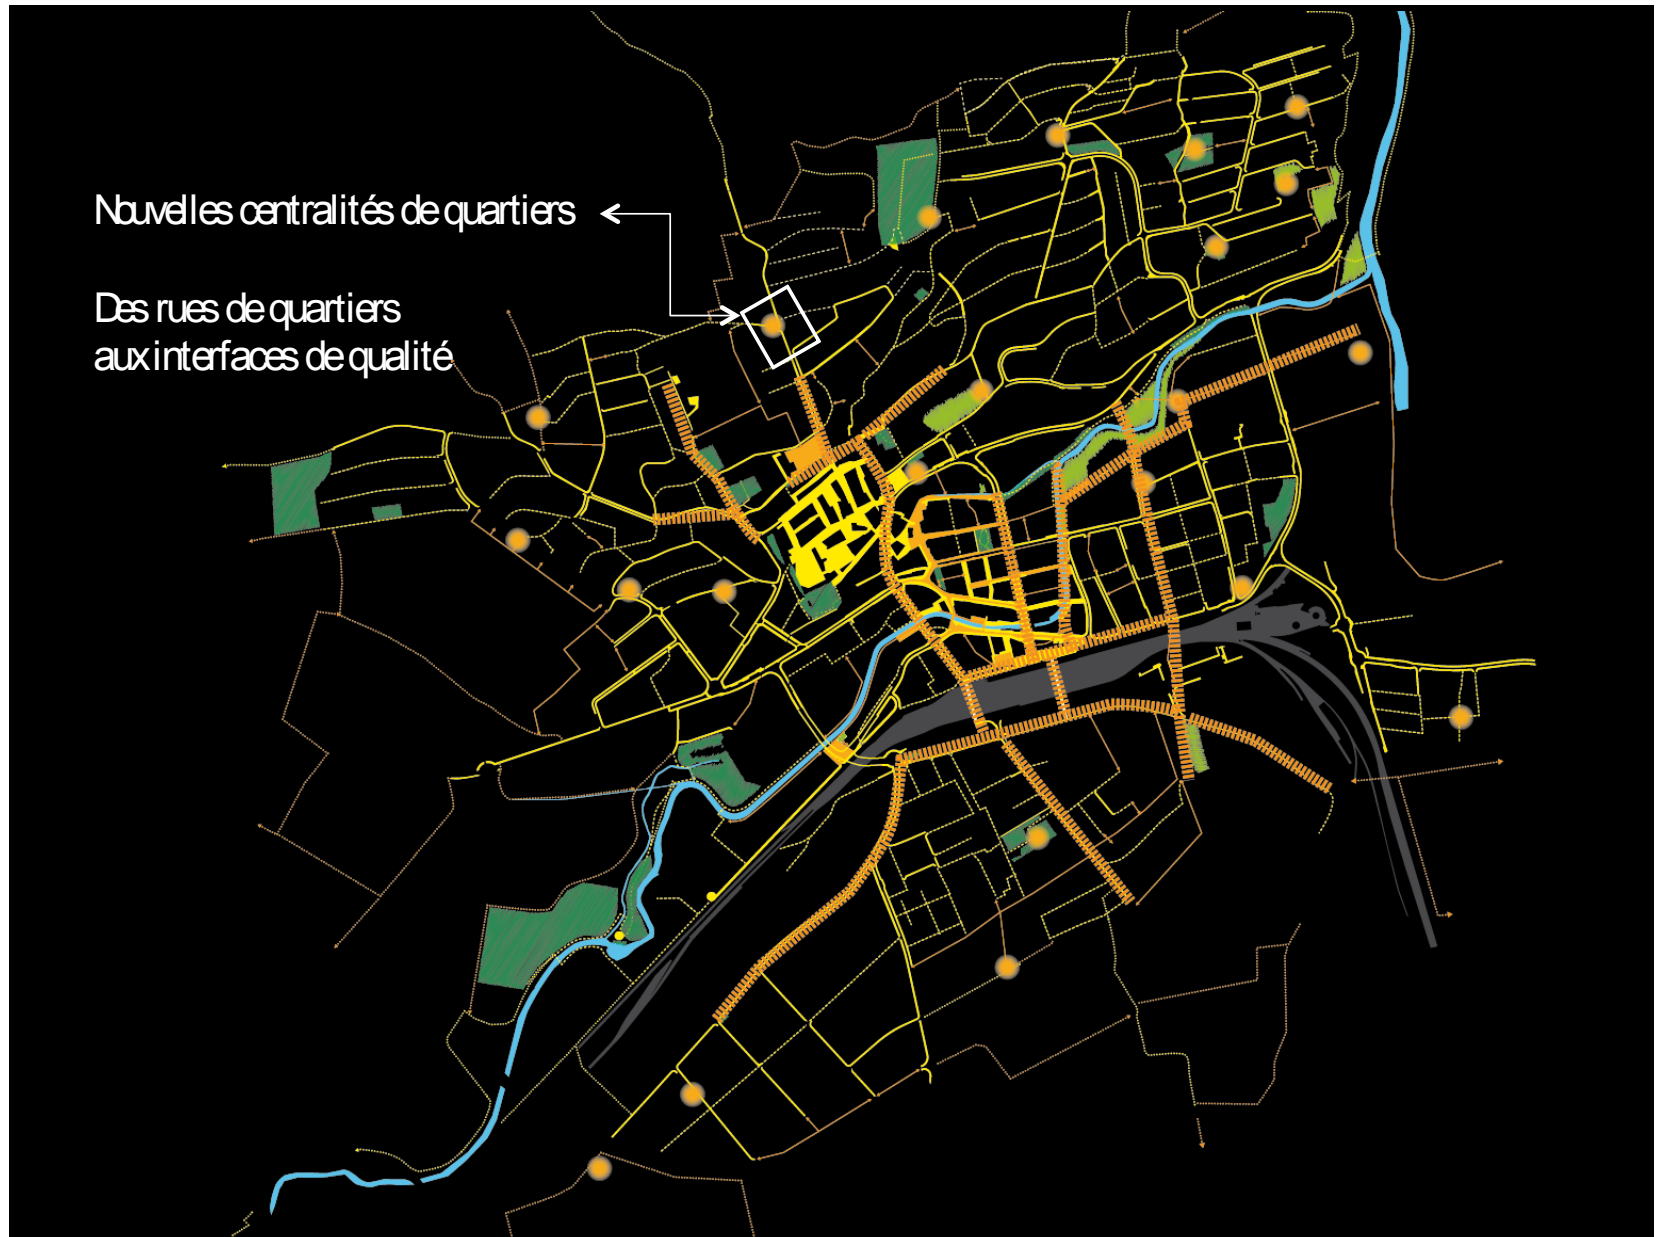 Nouvelles centralités de quartiers
Des rues de quartiers
aux interfaces de qualité